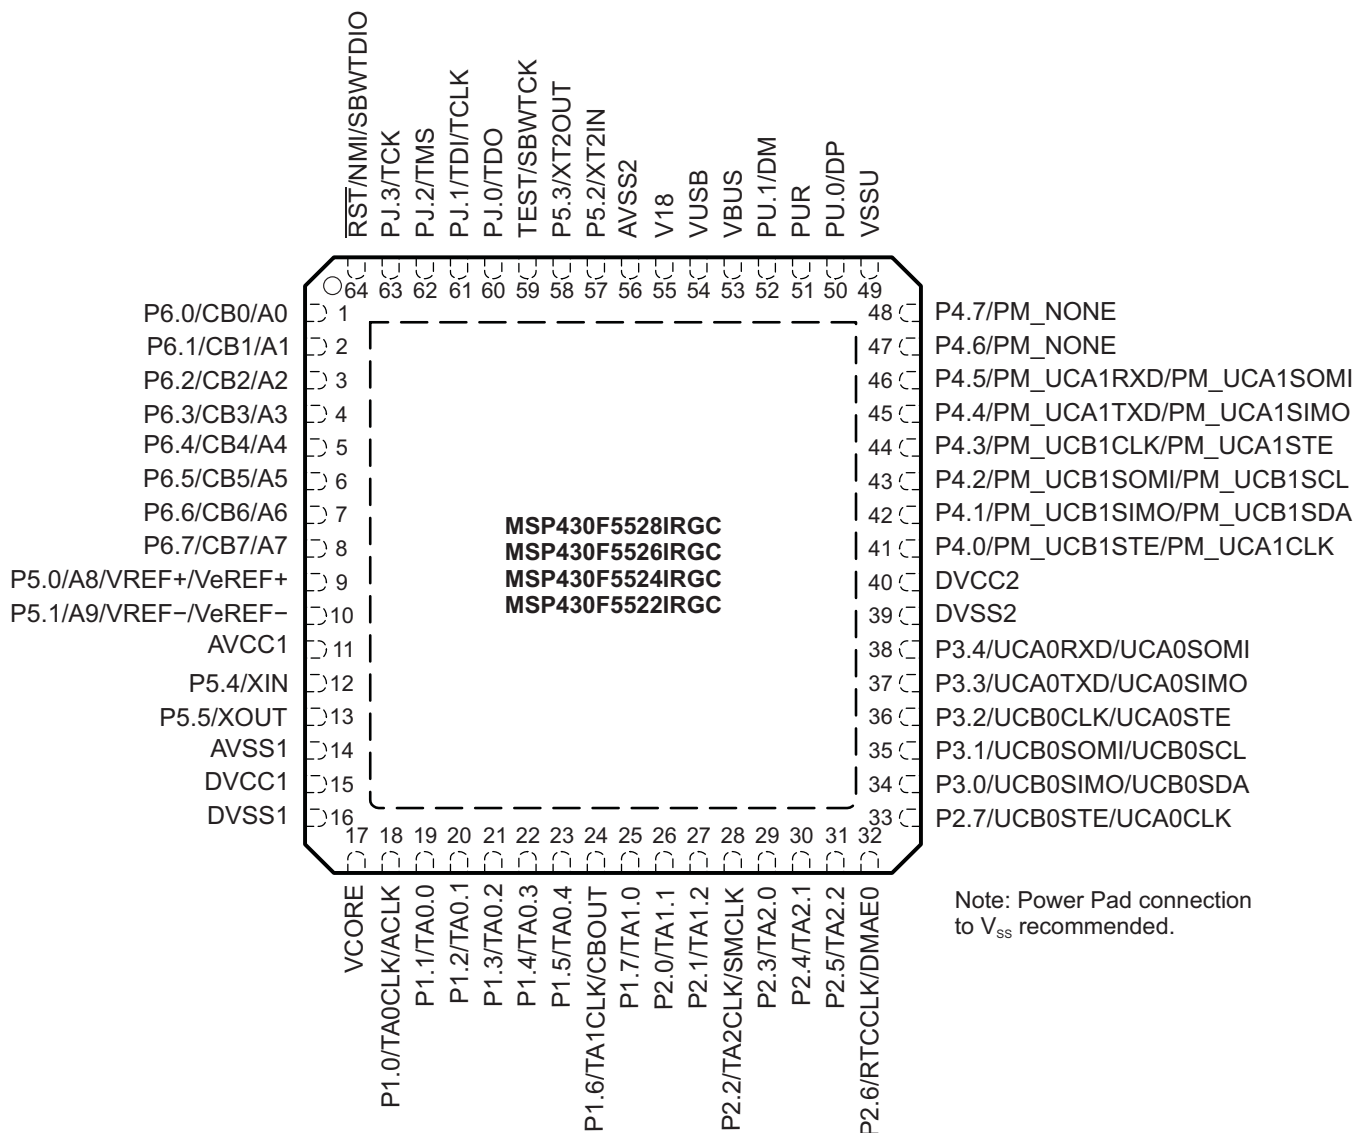 RST/NMI/SBWTDIO
PJ.3/TCK
PJ.2/TMS
PJ.1/TDI/TCLK
PJ.0/TDO
TEST/SBWTCK
P5.3/XT2OUT
P5.2/XT2IN
AVSS2
V18
VUSB
VBUS
PU.1/DM
PUR
PU.0/DP
VSSU
64 63 62 61 60 59 58 57 56 55 54 53 52 51 50 49
P6.0/CB0/A0 1
P6.1/CB1/A1 2
P6.2/CB2/A2 3
P6.3/CB3/A3 4
P6.4/CB4/A4 5
P6.5/CB5/A5 6
P6.6/CB6/A6 7
P6.7/CB7/A7 8
P5.0/A8/VREF+/VeREF+ 9
P5.1/A9/VREF−/VeREF− 10
AVCC1 11
P5.4/XIN 12
P5.5/XOUT 13
AVSS1 14
DVCC1 15
DVSS1 16
MSP430F5528IRGC
MSP430F5526IRGC
MSP430F5524IRGC
MSP430F5522IRGC
48 P4.7/PM_NONE
47 P4.6/PM_NONE
46 P4.5/PM_UCA1RXD/PM_UCA1SOMI
45 P4.4/PM_UCA1TXD/PM_UCA1SIMO
44 P4.3/PM_UCB1CLK/PM_UCA1STE
43 P4.2/PM_UCB1SOMI/PM_UCB1SCL
42 P4.1/PM_UCB1SIMO/PM_UCB1SDA
41 P4.0/PM_UCB1STE/PM_UCA1CLK
40 DVCC2
39 DVSS2
38 P3.4/UCA0RXD/UCA0SOMI
37 P3.3/UCA0TXD/UCA0SIMO
36 P3.2/UCB0CLK/UCA0STE
35 P3.1/UCB0SOMI/UCB0SCL
34 P3.0/UCB0SIMO/UCB0SDA
33 P2.7/UCB0STE/UCA0CLK
17 18 19 20 21 22 23 24 25 26 27 28 29 30 31 32
VCORE
P1.0/TA0CLK/ACLK
P1.1/TA0.0
P1.2/TA0.1
P1.3/TA0.2
P1.4/TA0.3
P1.5/TA0.4
P1.6/TA1CLK/CBOUT
P1.7/TA1.0
P2.0/TA1.1
P2.1/TA1.2
P2.2/TA2CLK/SMCLK
P2.3/TA2.0
P2.4/TA2.1
P2.5/TA2.2
P2.6/RTCCLK/DMAE0
Note: Power Pad connection
to VSS recommended.